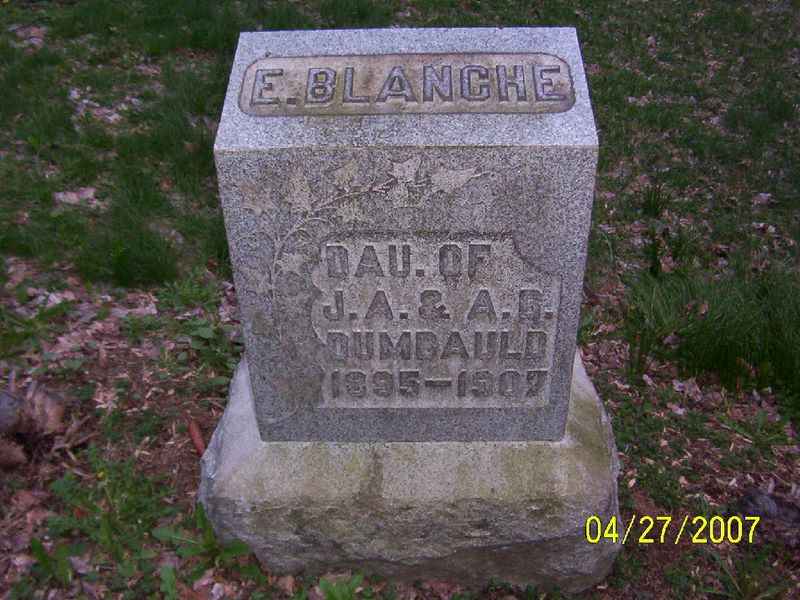 E. BLANCHE
DAU. OF
J. A. & A. G.
DUMBAULD
1895–1907
04/27/2007